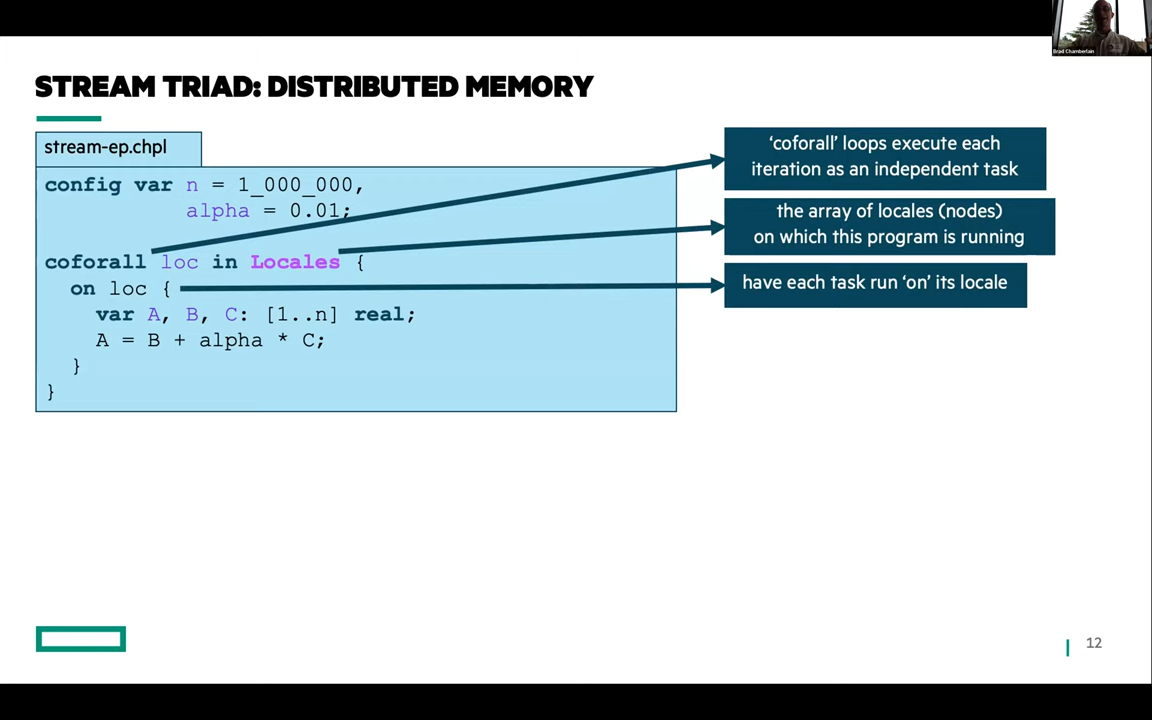 Brad Chamberlain
STREAM TRIAD: DISTRIBUTED MEMORY
stream-ep.chpl
config var n = 1_000_000,
alpha = 0.01;
coforall loc in Locales {
on loc {
var A, B, C: [1..n] real;
A = B + alpha * C;
}
}
‘coforall’ loops execute each
iteration as an independent task
the array of locales (nodes)
on which this program is running
have each task run ‘on’ its locale
12